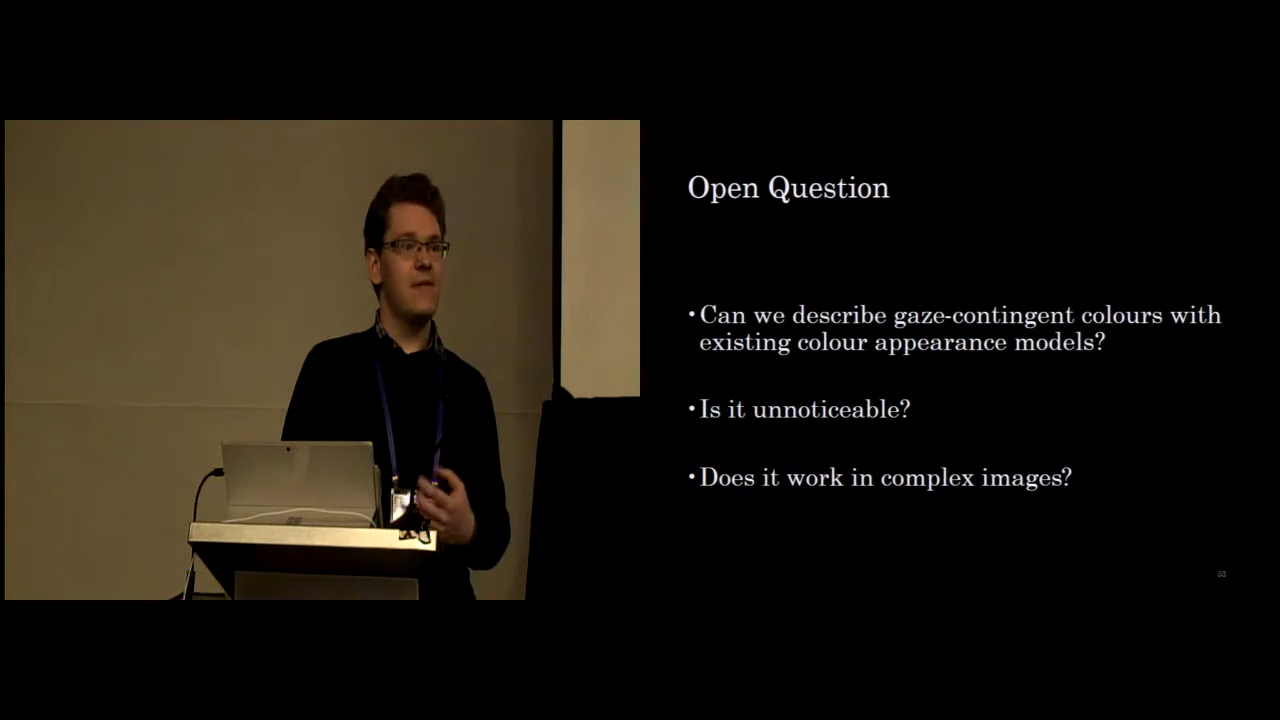 Open Question
•Can we describe gaze-contingent colours with
existing colour appearance models?
•Is it unnoticeable?
•Does it work in complex images?
53